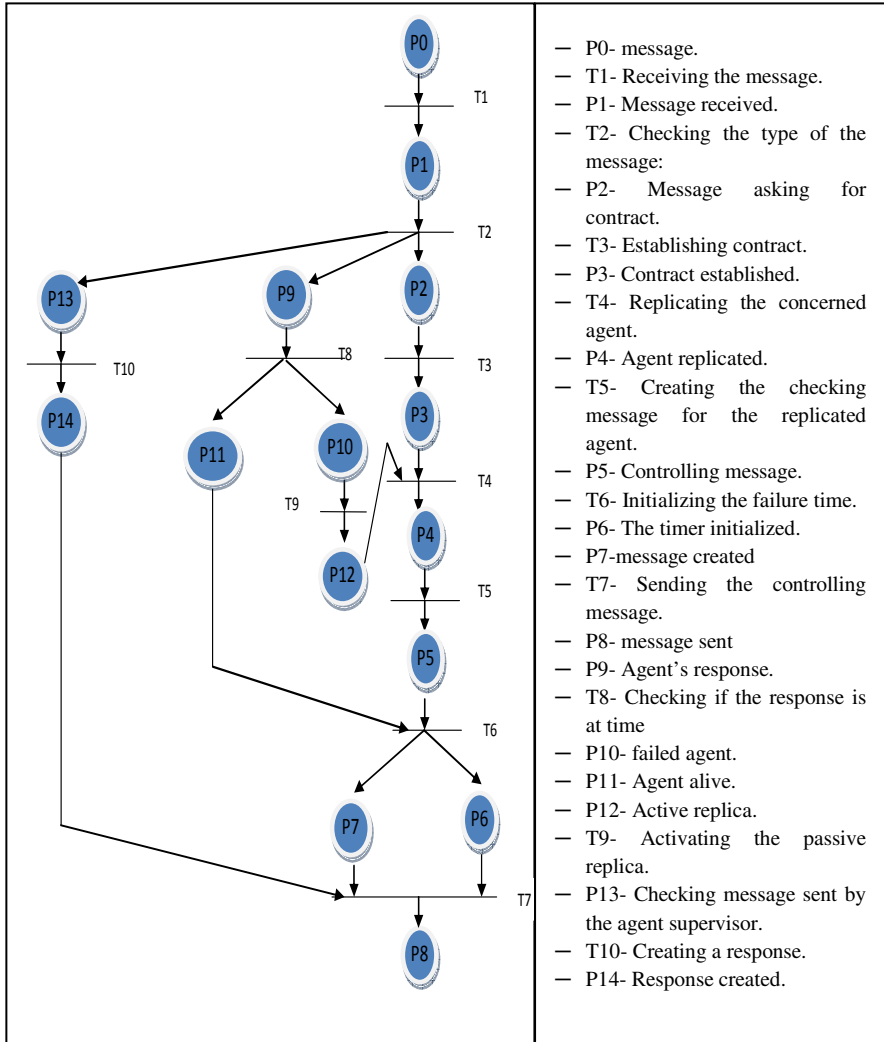 P0
T1
P1
T2
P13
P9
P2
T8
T3
T10
P14
P3
P11
P10
T4
T9
P4
P12
T5
P5
T6
P7
P6
T7
P8
– P0- message.
– T1- Receiving the message.
– P1- Message received.
– T2- Checking the type of the
message:
– P2- Message asking for
contract.
– T3- Establishing contract.
– P3- Contract established.
– T4- Replicating the concerned
agent.
– P4- Agent replicated.
– T5- Creating the checking
message for the replicated
agent.
– P5- Controlling message.
– T6- Initializing the failure time.
– P6- The timer initialized.
– P7-message created
– T7- Sending the controlling
message.
– P8- message sent
– P9- Agent’s response.
– T8- Checking if the response is
at time
– P10- failed agent.
– P11- Agent alive.
– P12- Active replica.
– T9- Activating the passive
replica.
– P13- Checking message sent by
the agent supervisor.
– T10- Creating a response.
– P14- Response created.